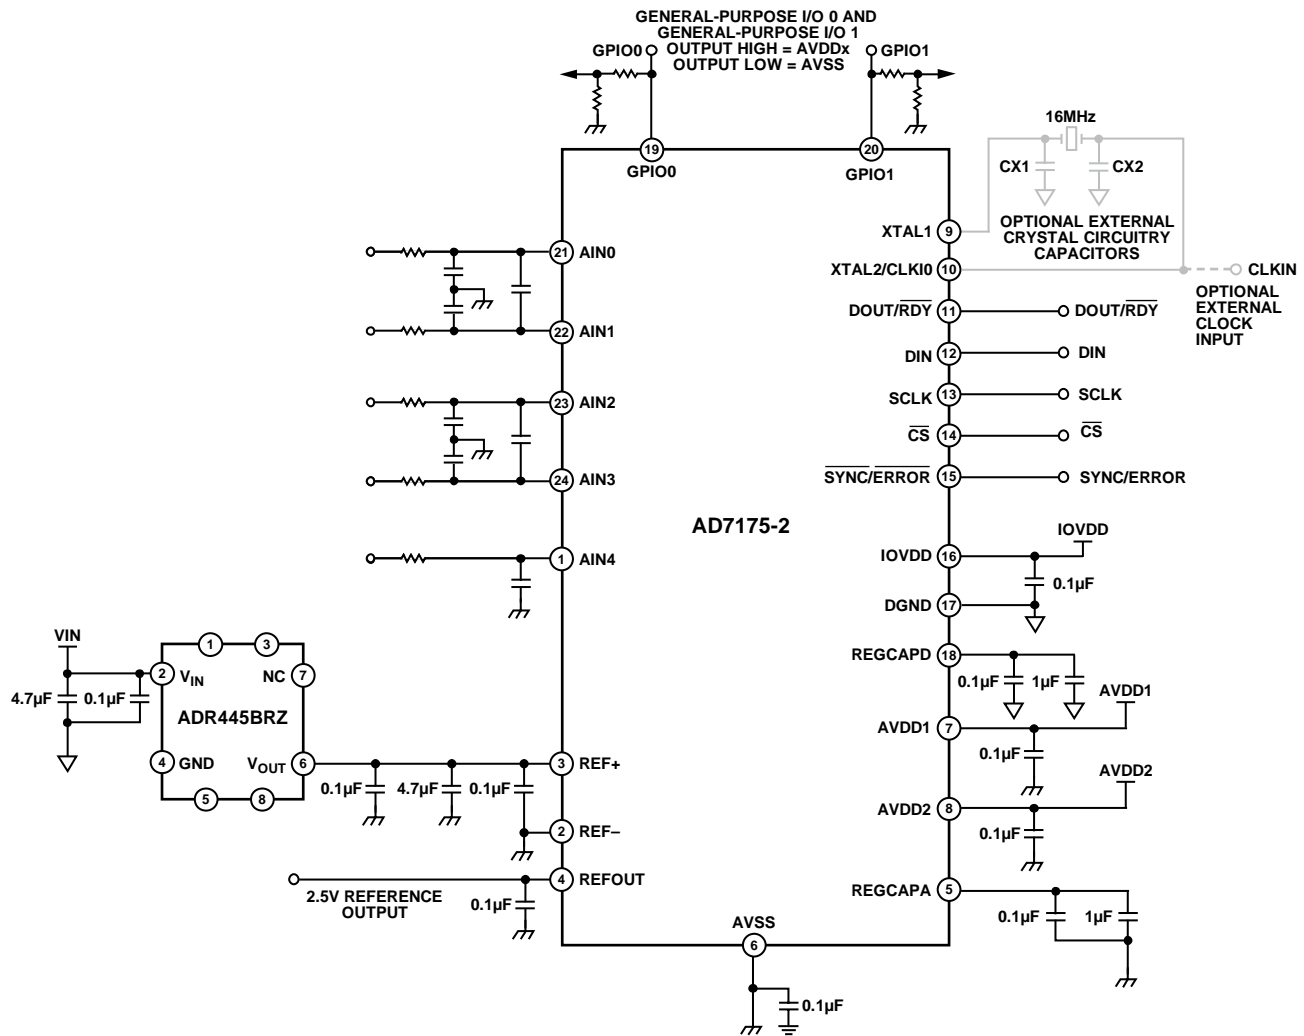 GENERAL-PURPOSE I/O 0 AND
GENERAL-PURPOSE I/O 1
OUTPUT HIGH = AVDDx
OUTPUT LOW = AVSS
GPIO0
GPIO1
19
GPIO0
20
GPIO1
16MHz
CX1
CX2
OPTIONAL EXTERNAL
CRYSTAL CIRCUITRY
CAPACITORS
XTAL1
9
XTAL2/CLKI0
10
CLKIN
OPTIONAL
EXTERNAL
CLOCK
INPUT
21
AIN0
22
AIN1
23
AIN2
24
AIN3
1
AIN4
DOUT/RDY
11
DOUT/RDY
DIN
12
DIN
SCLK
13
SCLK
CS
14
CS
SYNC/ERROR
15
SYNC/ERROR
AD7175-2
IOVDD
16
IOVDD
0.1µF
DGND
17
REGCAPD
18
0.1µF
1µF
AVDD1
7
AVDD1
0.1µF
AVDD2
8
AVDD2
0.1µF
REGCAPA
5
0.1µF
1µF
VIN
4.7µF
0.1µF
1
3
2
VIN
NC
7
ADR445BRZ
4
GND
VOUT
6
5
8
0.1µF
4.7µF
0.1µF
3
REF+
2
REF–
4
REFOUT
2.5V REFERENCE
OUTPUT
0.1µF
AVSS
6
0.1µF